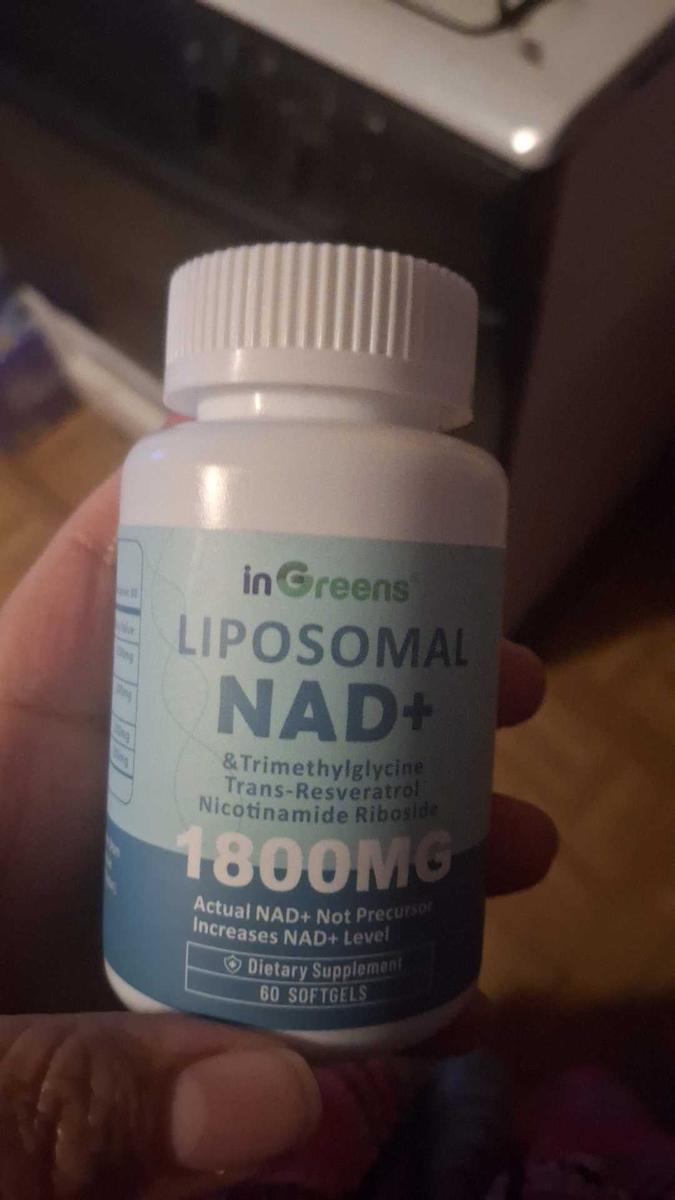 inGreens
LIPOSOMAL
NAD+
&Trimethylglycine
Trans-Resveratrol
Nicotinamide Riboside
1800MG
Actual NAD+ Not Precursor
Increases NAD+ Level
Dietary Supplement
60 SOFTGELS